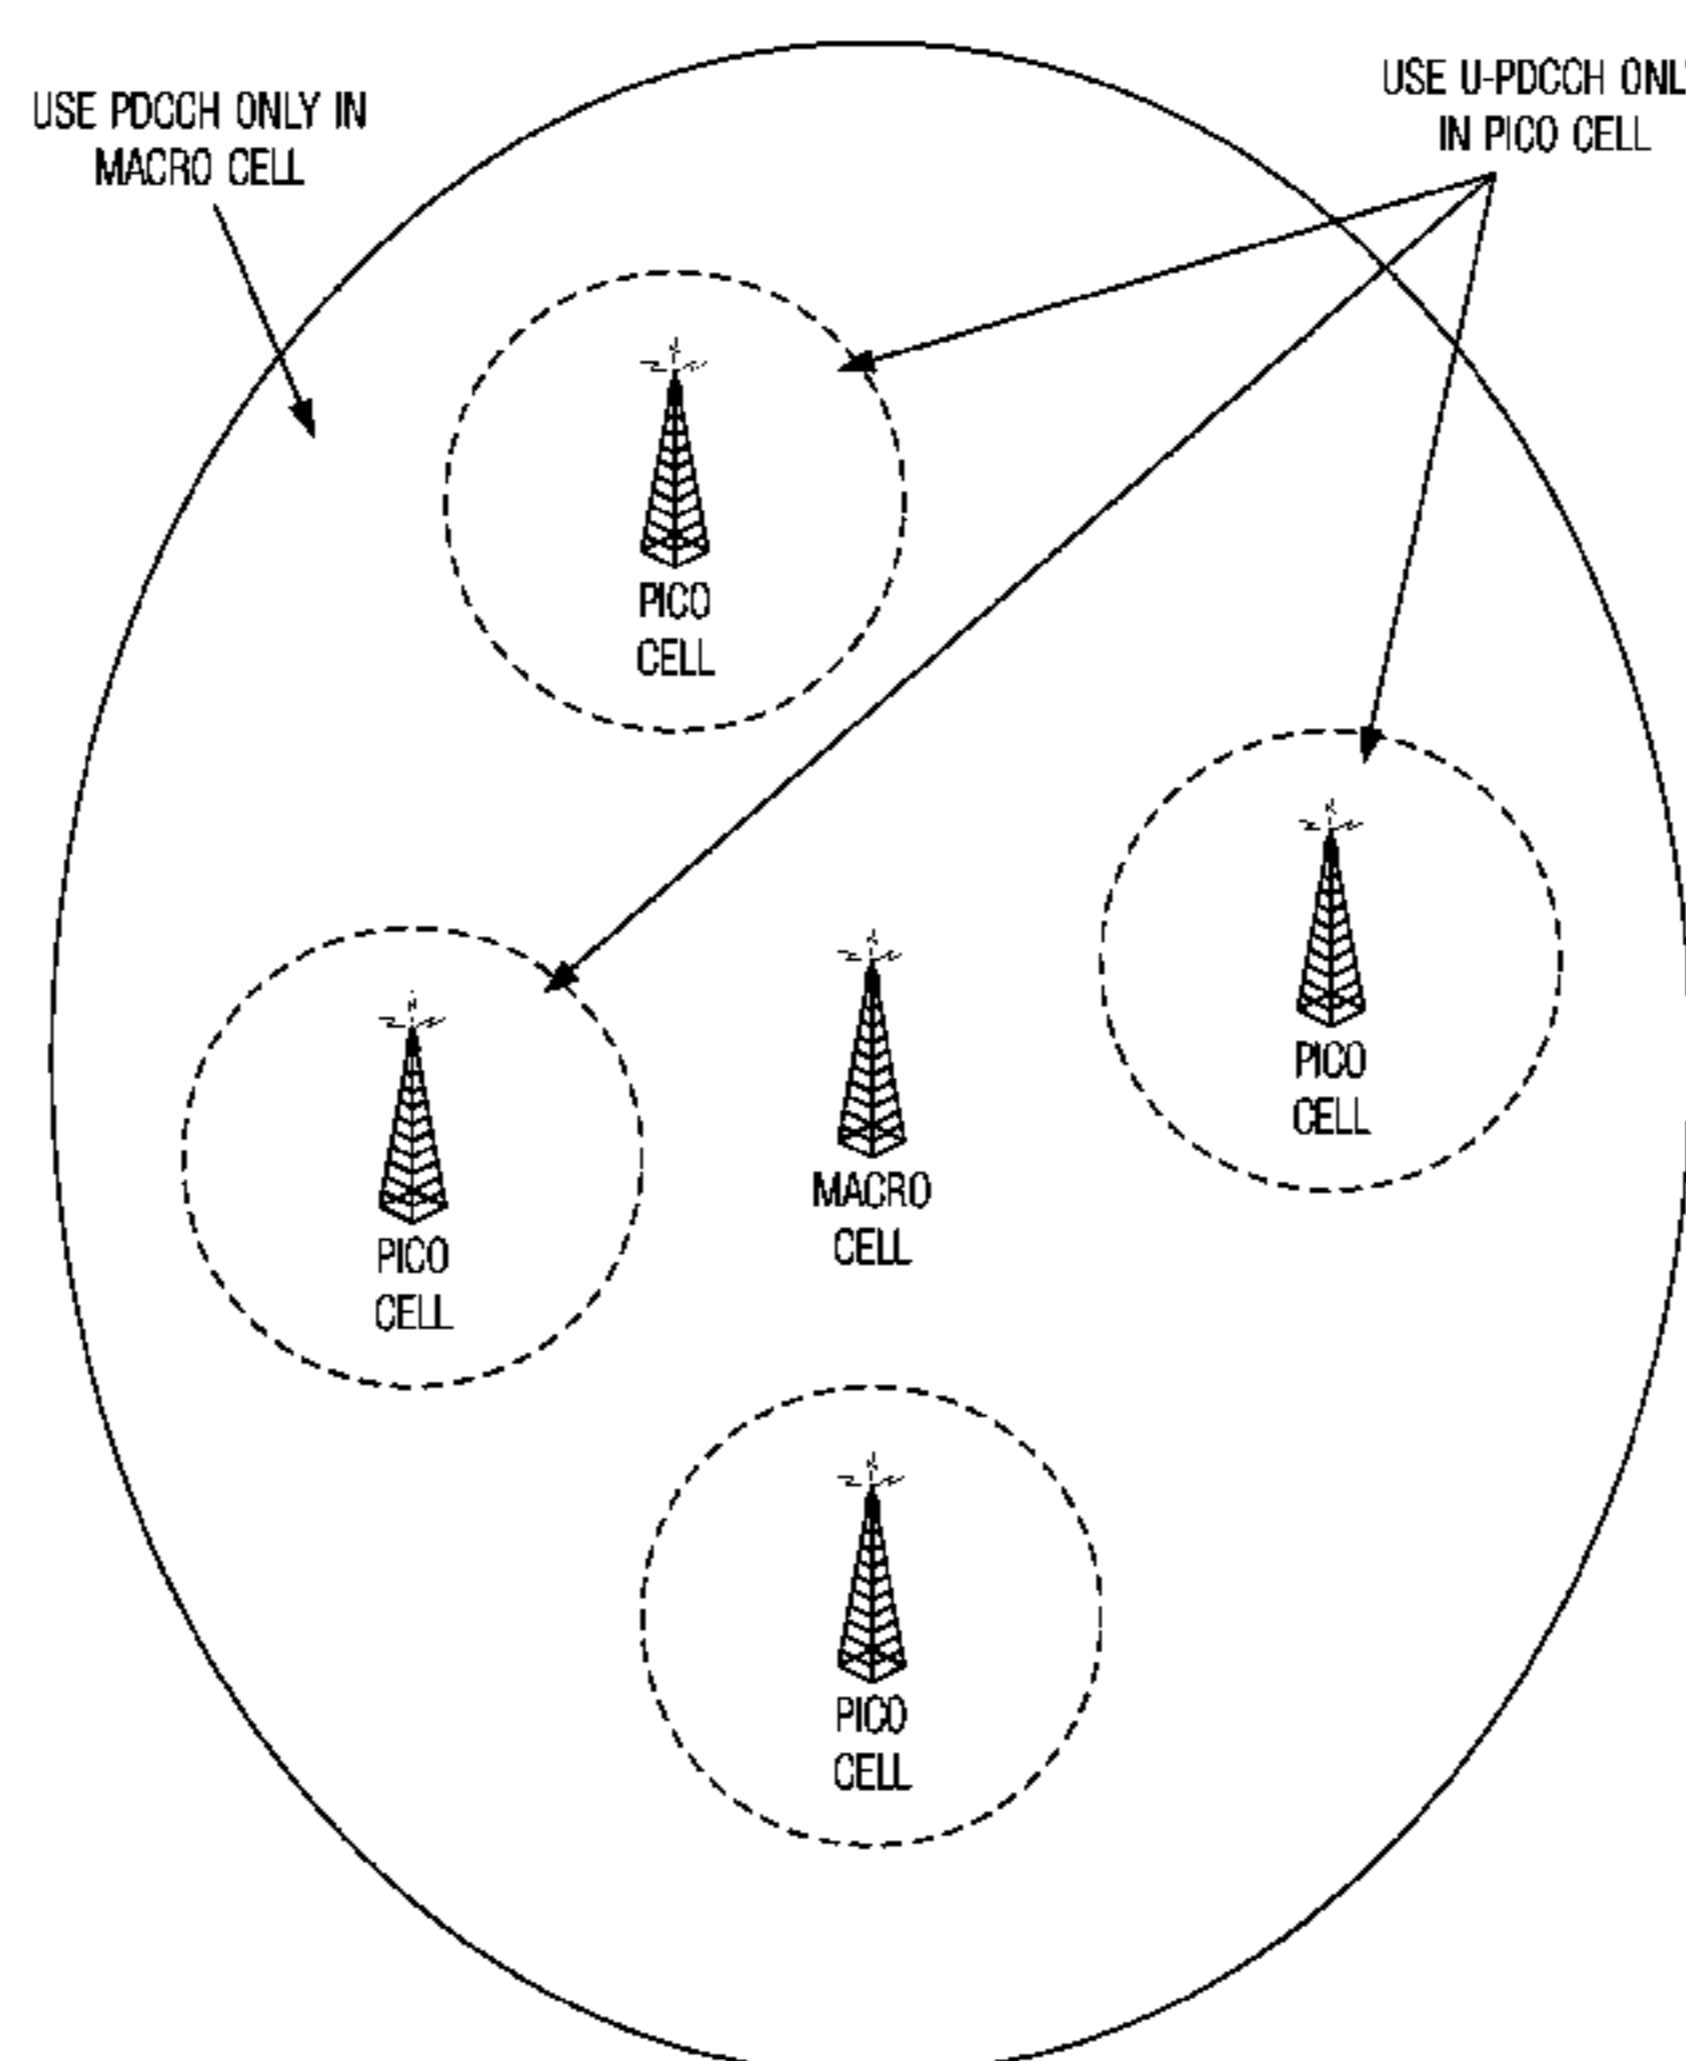 USE PDCCH ONLY IN
MACRO CELL
USE U-PDCCH ONL
IN PICO CELL
PICO
CELL
PICO
CELL
MACRO
CELL
PICO
CELL
PICO
CELL